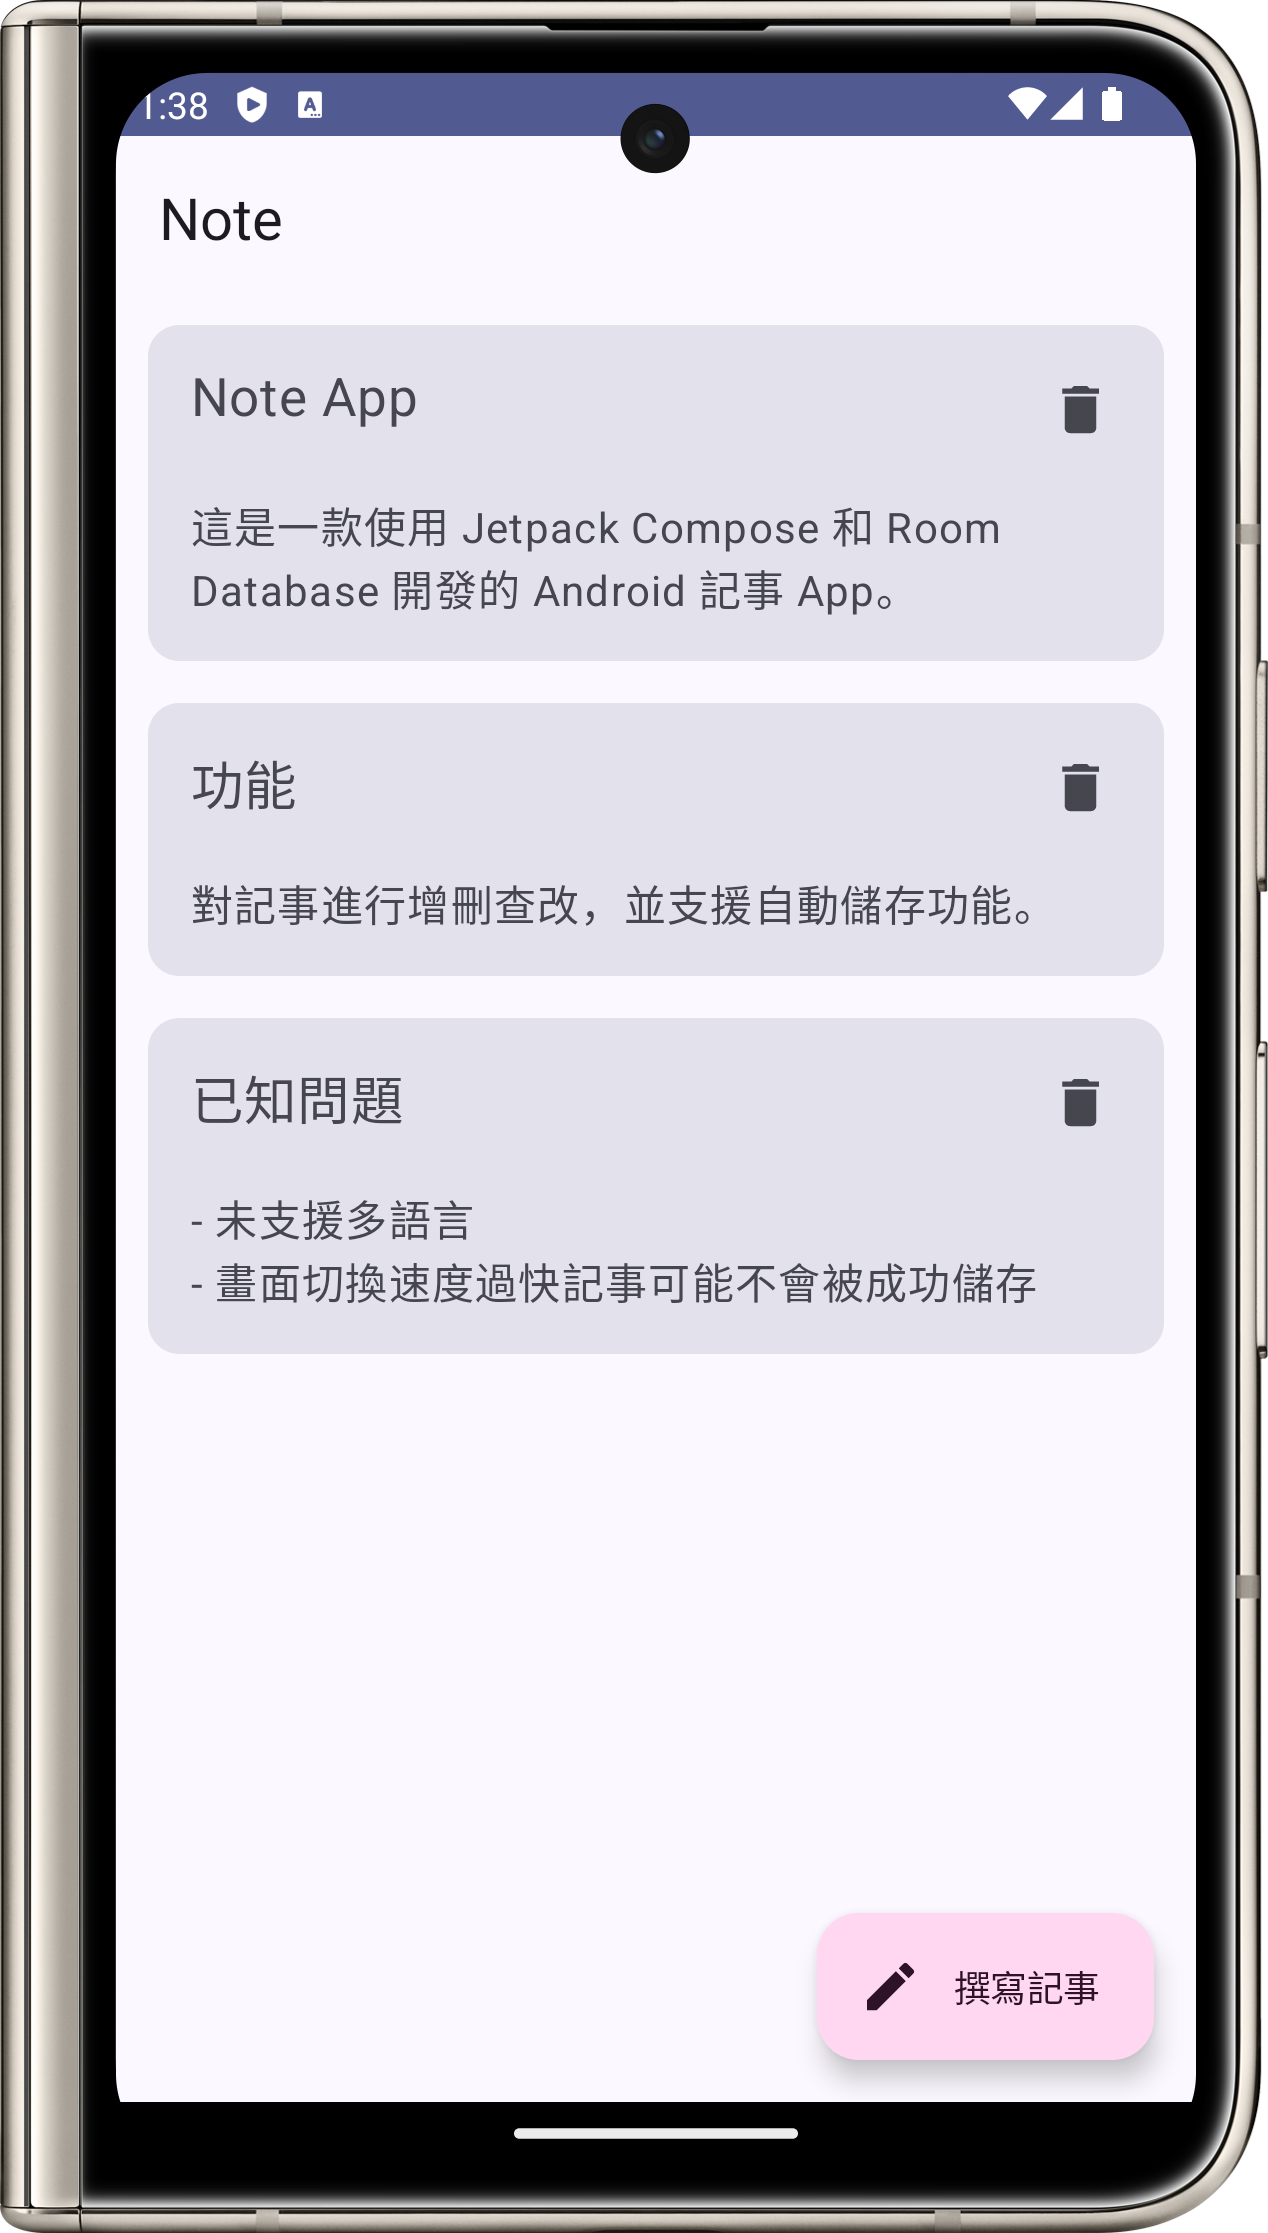 1:38
Note
Note App
這是一款使用 Jetpack Compose 和 Room
Database 開發的 Android 記事 App。
功能
對記事進行增刪查改，並支援自動儲存功能。
已知問題
- 未支援多語言
- 畫面切換速度過快記事可能不會被成功儲存
撰寫記事